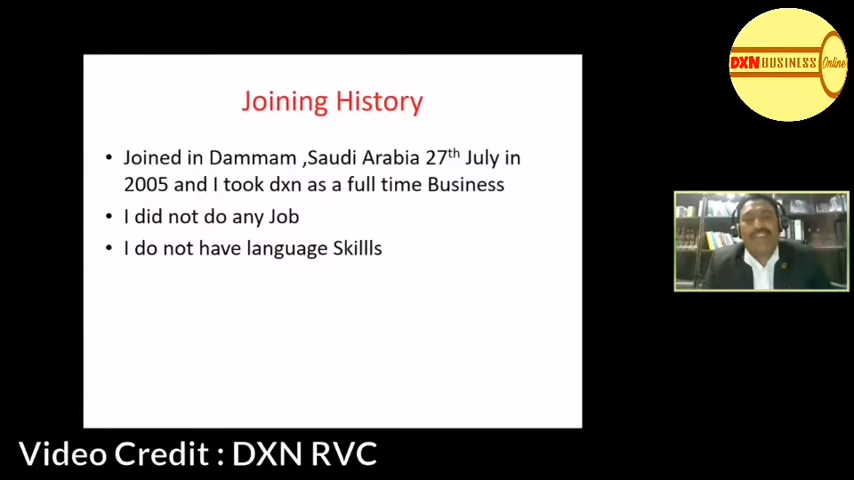 DXN BUSINESS Online
Joining History
• Joined in Dammam ,Saudi Arabia 27th July in
2005 and I took dxn as a full time Business
• I did not do any Job
• I do not have language Skillls
Video Credit : DXN RVC